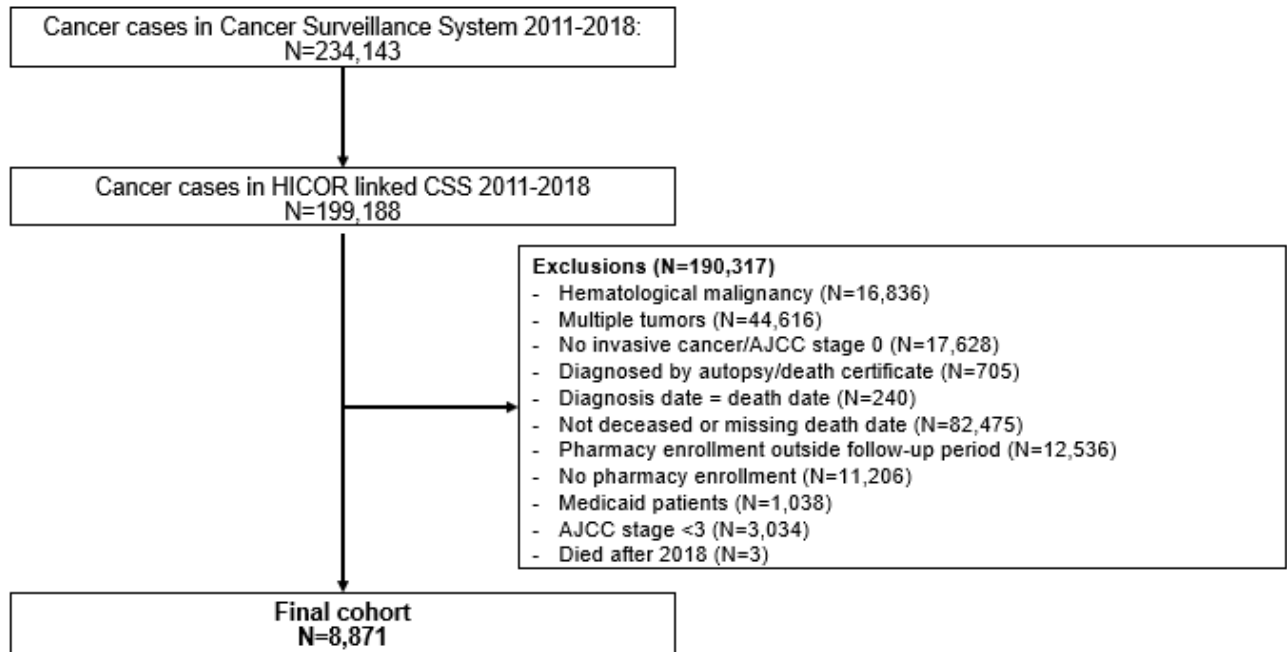 Cancer cases in Cancer Surveillance System 2011-2018:
N=234,143
Cancer cases in HICOR linked CSS 2011-2018
N=199,188
Exclusions (N=190,317)
- Hematological malignancy (N=16,836)
- Multiple tumors (N=44,616)
- No invasive cancer/AJCC stage 0 (N=17,628)
- Diagnosed by autopsy/death certificate (N=705)
- Diagnosis date = death date (N=240)
- Not deceased or missing death date (N=82,475)
- Pharmacy enrollment outside follow-up period (N=12,536)
- No pharmacy enrollment (N=11,206)
- Medicaid patients (N=1,038)
- AJCC stage <3 (N=3,034)
- Died after 2018 (N=3)
Final cohort
N=8,871